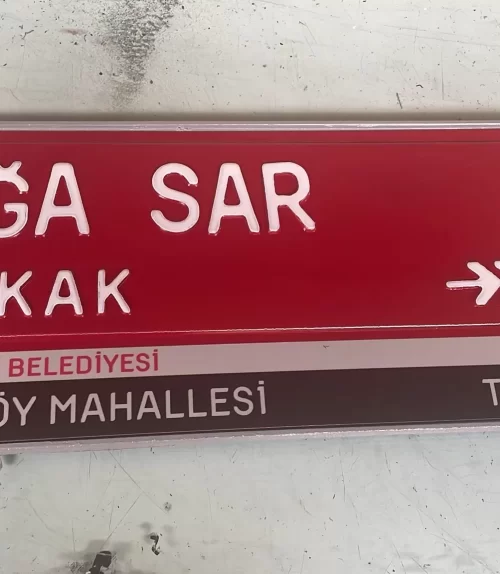 ĞA SAR
KAK
BELEDİYESİ
ÖY MAHALLESİ T